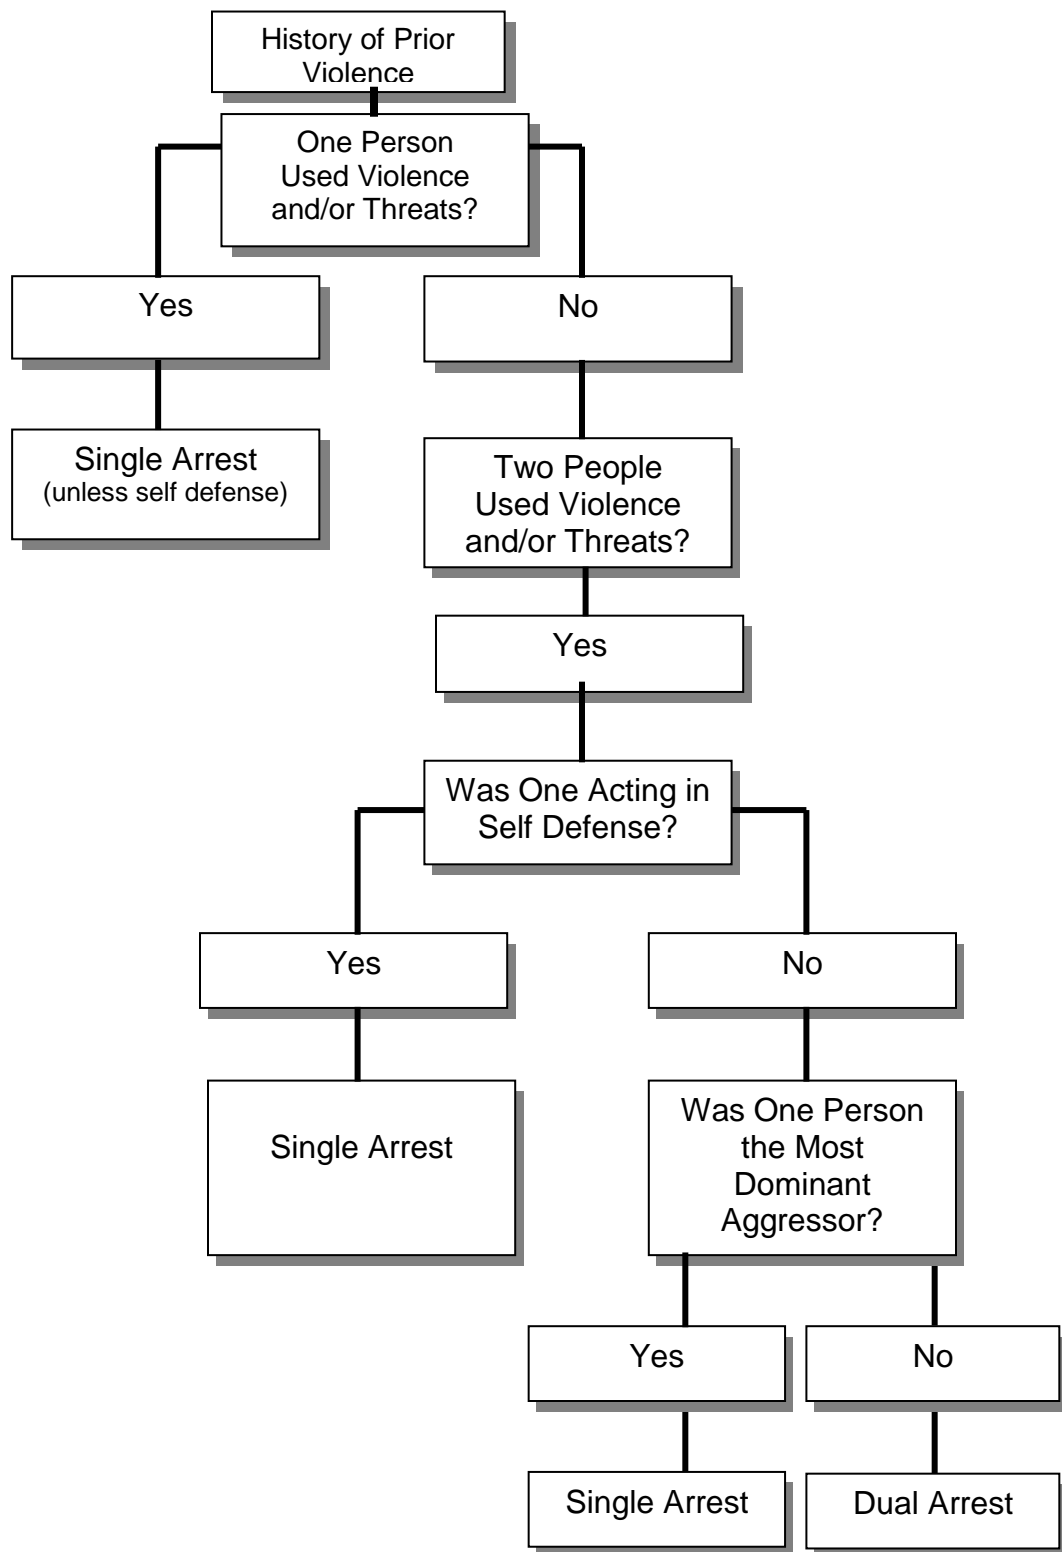 History of Prior
Violence
One Person
Used Violence
and/or Threats?
Yes
No
Single Arrest
(unless self defense)
Two People
Used Violence
and/or Threats?
Yes
Was One Acting in
Self Defense?
Yes
No
Single Arrest
Was One Person
the Most
Dominant
Aggressor?
Yes
No
Single Arrest
Dual Arrest